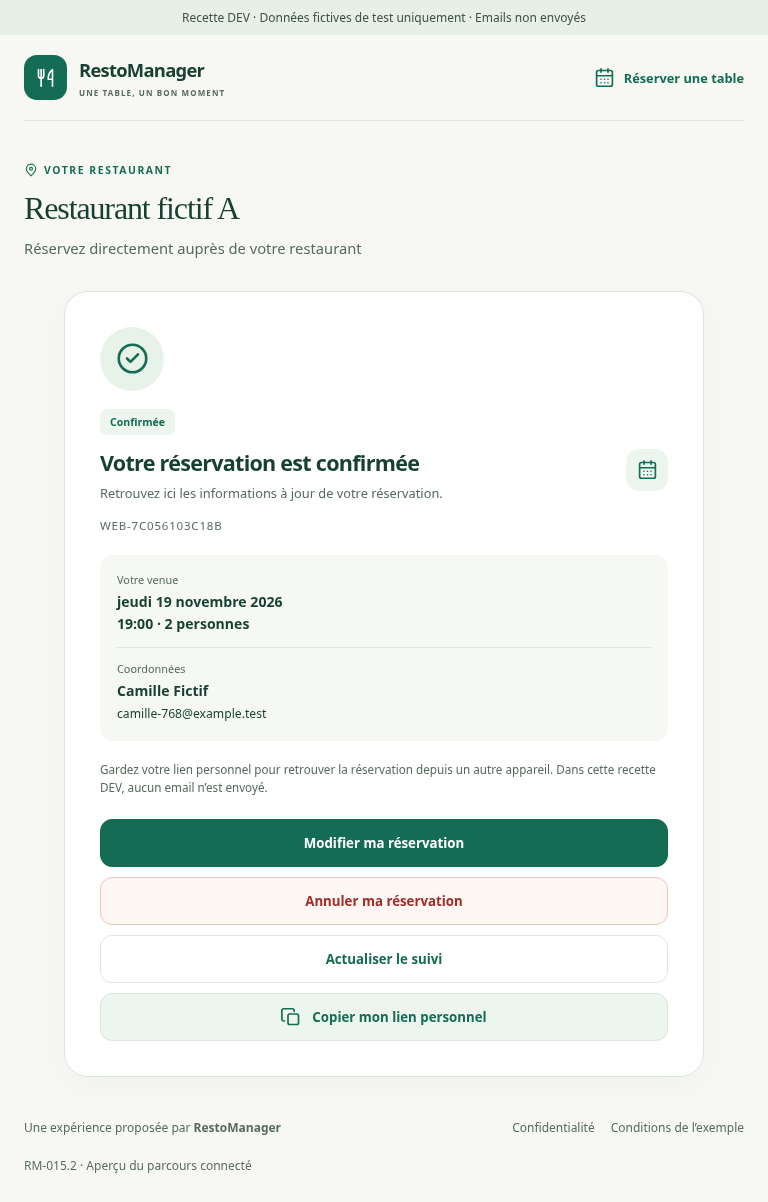 Recette DEV · Données fictives de test uniquement · Emails non envoyés
RestoManager
UNE TABLE, UN BON MOMENT
Réserver une table
VOTRE RESTAURANT
Restaurant fictif A
Réservez directement auprès de votre restaurant
Confirmée
Votre réservation est confirmée
Retrouvez ici les informations à jour de votre réservation.
WEB-7C056103C18B
Votre venue
jeudi 19 novembre 2026
19:00 · 2 personnes
Coordonnées
Camille Fictif
camille-768@example.test
Gardez votre lien personnel pour retrouver la réservation depuis un autre appareil. Dans cette recette
DEV, aucun email n’est envoyé.
Modifier ma réservation
Annuler ma réservation
Actualiser le suivi
Copier mon lien personnel
Une expérience proposée par RestoManager
Confidentialité
Conditions de l’exemple
RM-015.2 · Aperçu du parcours connecté